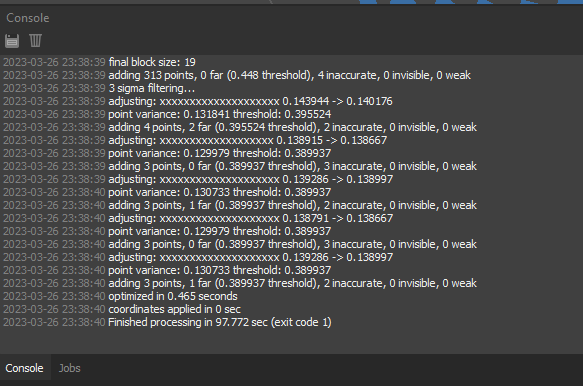 Console
2023-03-26 23:38:39 final block size: 19
2023-03-26 23:38:39 adding 313 points, 0 far (0.448 threshold), 4 inaccurate, 0 invisible, 0 weak
2023-03-26 23:38:39 3 sigma filtering...
2023-03-26 23:38:39 adjusting: xxxxxxxxxxxxxxxxxxxxx 0.143944 -> 0.140176
2023-03-26 23:38:39 point variance: 0.131841 threshold: 0.395524
2023-03-26 23:38:39 adding 4 points, 2 far (0.395524 threshold), 2 inaccurate, 0 invisible, 0 weak
2023-03-26 23:38:39 adjusting: xxxxxxxxxxxxxxxxxxxx 0.138915 -> 0.138667
2023-03-26 23:38:39 point variance: 0.129979 threshold: 0.389937
2023-03-26 23:38:39 adding 3 points, 0 far (0.389937 threshold), 3 inaccurate, 0 invisible, 0 weak
2023-03-26 23:38:39 adjusting: xxxxxxxxxxxxxxxxxxxxx 0.139286 -> 0.138997
2023-03-26 23:38:40 point variance: 0.130733 threshold: 0.389937
2023-03-26 23:38:40 adding 3 points, 1 far (0.389937 threshold), 2 inaccurate, 0 invisible, 0 weak
2023-03-26 23:38:40 adjusting: xxxxxxxxxxxxxxxxxxxxx 0.138791 -> 0.138667
2023-03-26 23:38:40 point variance: 0.129979 threshold: 0.389937
2023-03-26 23:38:40 adding 3 points, 0 far (0.389937 threshold), 3 inaccurate, 0 invisible, 0 weak
2023-03-26 23:38:40 adjusting: xxxxxxxxxxxxxxxxxxxx 0.139286 -> 0.138997
2023-03-26 23:38:40 point variance: 0.130733 threshold: 0.389937
2023-03-26 23:38:40 adding 3 points, 1 far (0.389937 threshold), 2 inaccurate, 0 invisible, 0 weak
2023-03-26 23:38:40 optimized in 0.465 seconds
2023-03-26 23:38:40 coordinates applied in 0 sec
2023-03-26 23:38:40 Finished processing in 97.772 sec (exit code 1)
Console Jobs